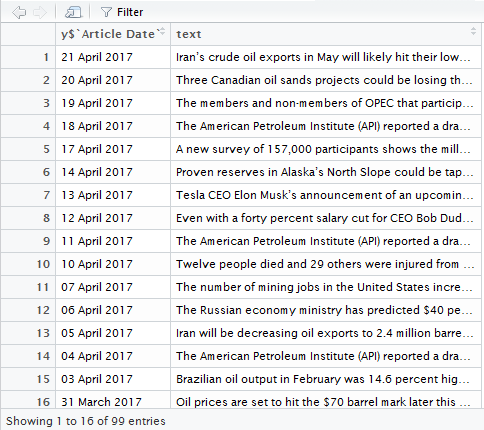 Filter
y$`Article Date` text
1 21 April 2017 Iran's crude oil exports in May will likely hit their low...
2 20 April 2017 Three Canadian oil sands projects could be losing th...
3 19 April 2017 The members and non-members of OPEC that particip...
4 18 April 2017 The American Petroleum Institute (API) reported a dra...
5 17 April 2017 A new survey of 157,000 participants shows the mill...
6 14 April 2017 Proven reserves in Alaska's North Slope could be tap...
7 13 April 2017 Tesla CEO Elon Musk's announcement of an upcomin...
8 12 April 2017 Even with a forty percent salary cut for CEO Bob Dud...
9 11 April 2017 The American Petroleum Institute (API) reported a dra...
10 10 April 2017 Twelve people died and 29 others were injured from ...
11 07 April 2017 The number of mining jobs in the United States incre...
12 06 April 2017 The Russian economy ministry has predicted $40 pe...
13 05 April 2017 Iran will be decreasing oil exports to 2.4 million barre...
14 04 April 2017 The American Petroleum Institute (API) reported a dra...
15 03 April 2017 Brazilian oil output in February was 14.6 percent hig...
16 31 March 2017 Oil prices are set to hit the $70 barrel mark later this ...
Showing 1 to 16 of 99 entries